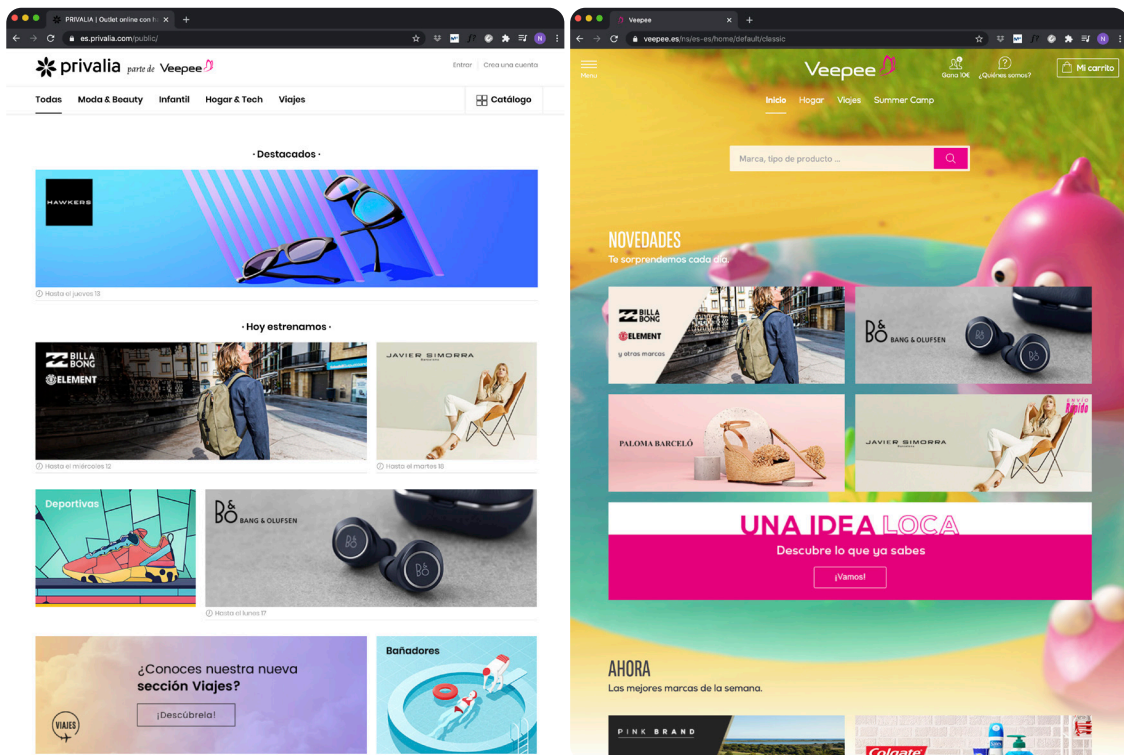 PRIVALIA | Outlet online con h
es.privalia.com/public/
privalia parte de Veepee
Entrar
Crea una cuenta
Todas
Moda & Beauty
Infantil
Hogar & Tech
Viajes
Catálogo
· Destacados ·
HAWKERS
Hasta el jueves 13
· Hoy estrenamos ·
BILLA
BONG
ELEMENT
Hasta el miércoles 12
JAVIER SIMORRA
Hasta el martes 18
Deportivas
B&O BANG & OLUFSEN
B&O
B&O
Hasta el lunes 17
¿Conoces nuestra nueva
sección Viajes?
¡Descúbrela!
VIAJES
Bañadores
Veepee
veepee.es/ns/es-es/home/default/classic
Menu
Veepee
Gana 10€
¿Quiénes somos?
Mi carrito
Inicio
Hogar
Viajes
Summer Camp
Marca, tipo de producto ...
NOVEDADES
Te sorprendemos cada día.
BILLA
BONG
ELEMENT
y otras marcas
B&O BANG & OLUFSEN
B&O
B&O
PALOMA BARCELÓ
JAVIER SIMORRA
ENVÍO
Rápido
UNA IDEA LOCA
Descubre lo que ya sabes
¡Vamos!
AHORA
Las mejores marcas de la semana.
PINK BRAND
Colgate